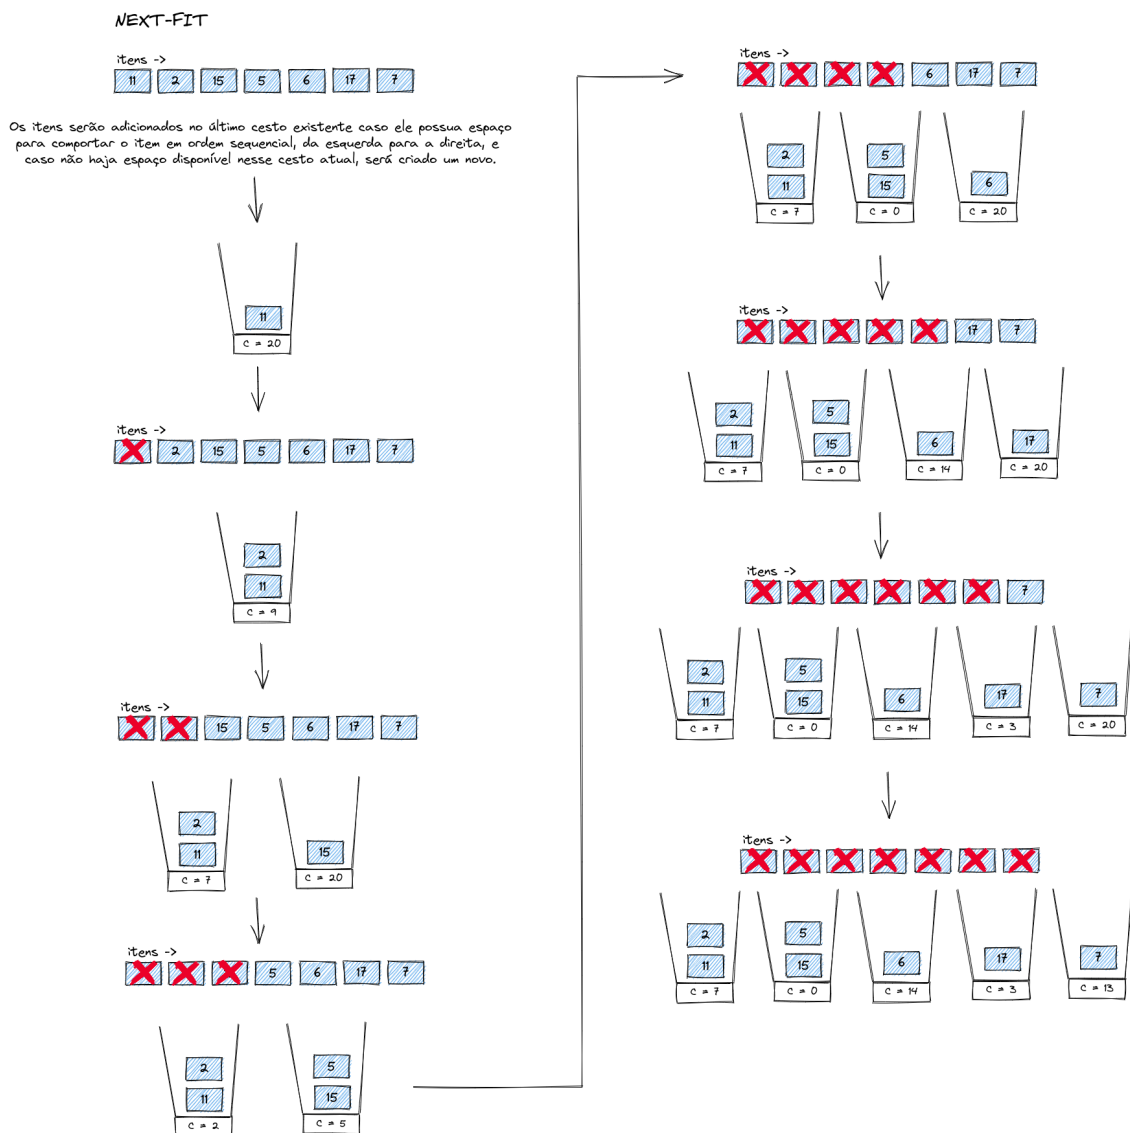 NEXT-FIT
itens ->
11 2 15 5 6 17 7
Os itens serão adicionados no último cesto existente caso ele possua espaço
para comportar o item em ordem sequencial, da esquerda para a direita, e
caso não haja espaço disponível nesse cesto atual, será criado um novo.
11
c = 20
itens ->
2 15 5 6 17 7
2
11
c = 9
itens ->
15 5 6 17 7
2
11 15
c = 7 c = 20
itens ->
5 6 17 7
2 5
11 15
c = 2 c = 5
itens ->
6 17 7
2 5
11 15 6
c = 7 c = 0 c = 20
itens ->
17 7
2 5
11 15 6 17
c = 7 c = 0 c = 14 c = 20
itens ->
7
2 5
11 15 6 17 7
c = 7 c = 0 c = 14 c = 3 c = 20
itens ->
2 5
11 15 6 17 7
c = 7 c = 0 c = 14 c = 3 c = 13